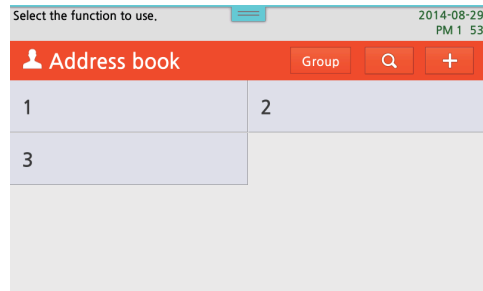 Select the function to use.
2014-08-29
PM 1 53
Address book
Group
+
1
2
3